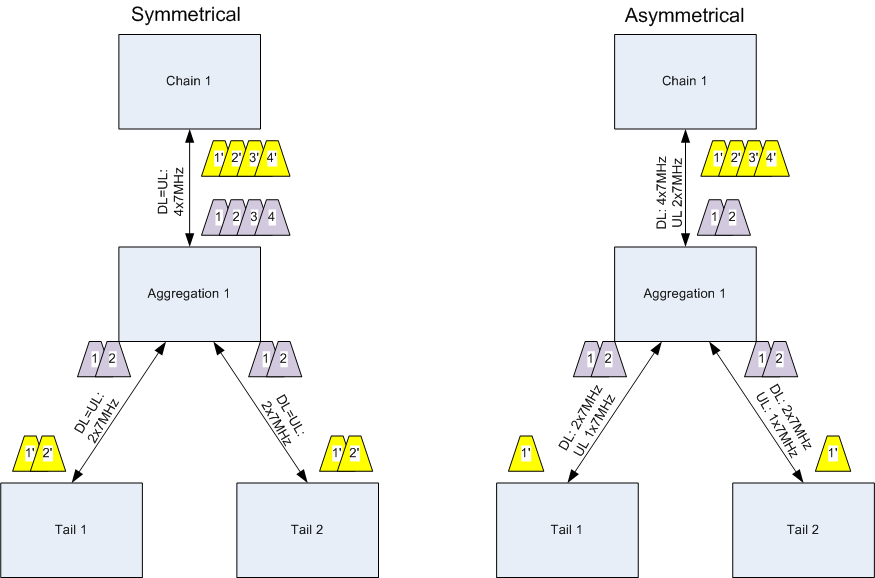 Symmetrical
Chain 1
1' 2' 3' 4'
DL=UL:
4x7MHz
1 2 3 4
Aggregation 1
1 2
1 2
DL=UL:
2x7MHz
DL=UL:
2x7MHz
1' 2'
1' 2'
Tail 1
Tail 2
Asymmetrical
Chain 1
1' 2' 3' 4'
DL: 4x7MHz
UL 2x7MHz
1 2
Aggregation 1
1 2
1 2
DL: 2x7MHz
UL 1x7MHz
DL: 2x7MHz
UL: 1x7MHz
1'
1'
Tail 1
Tail 2